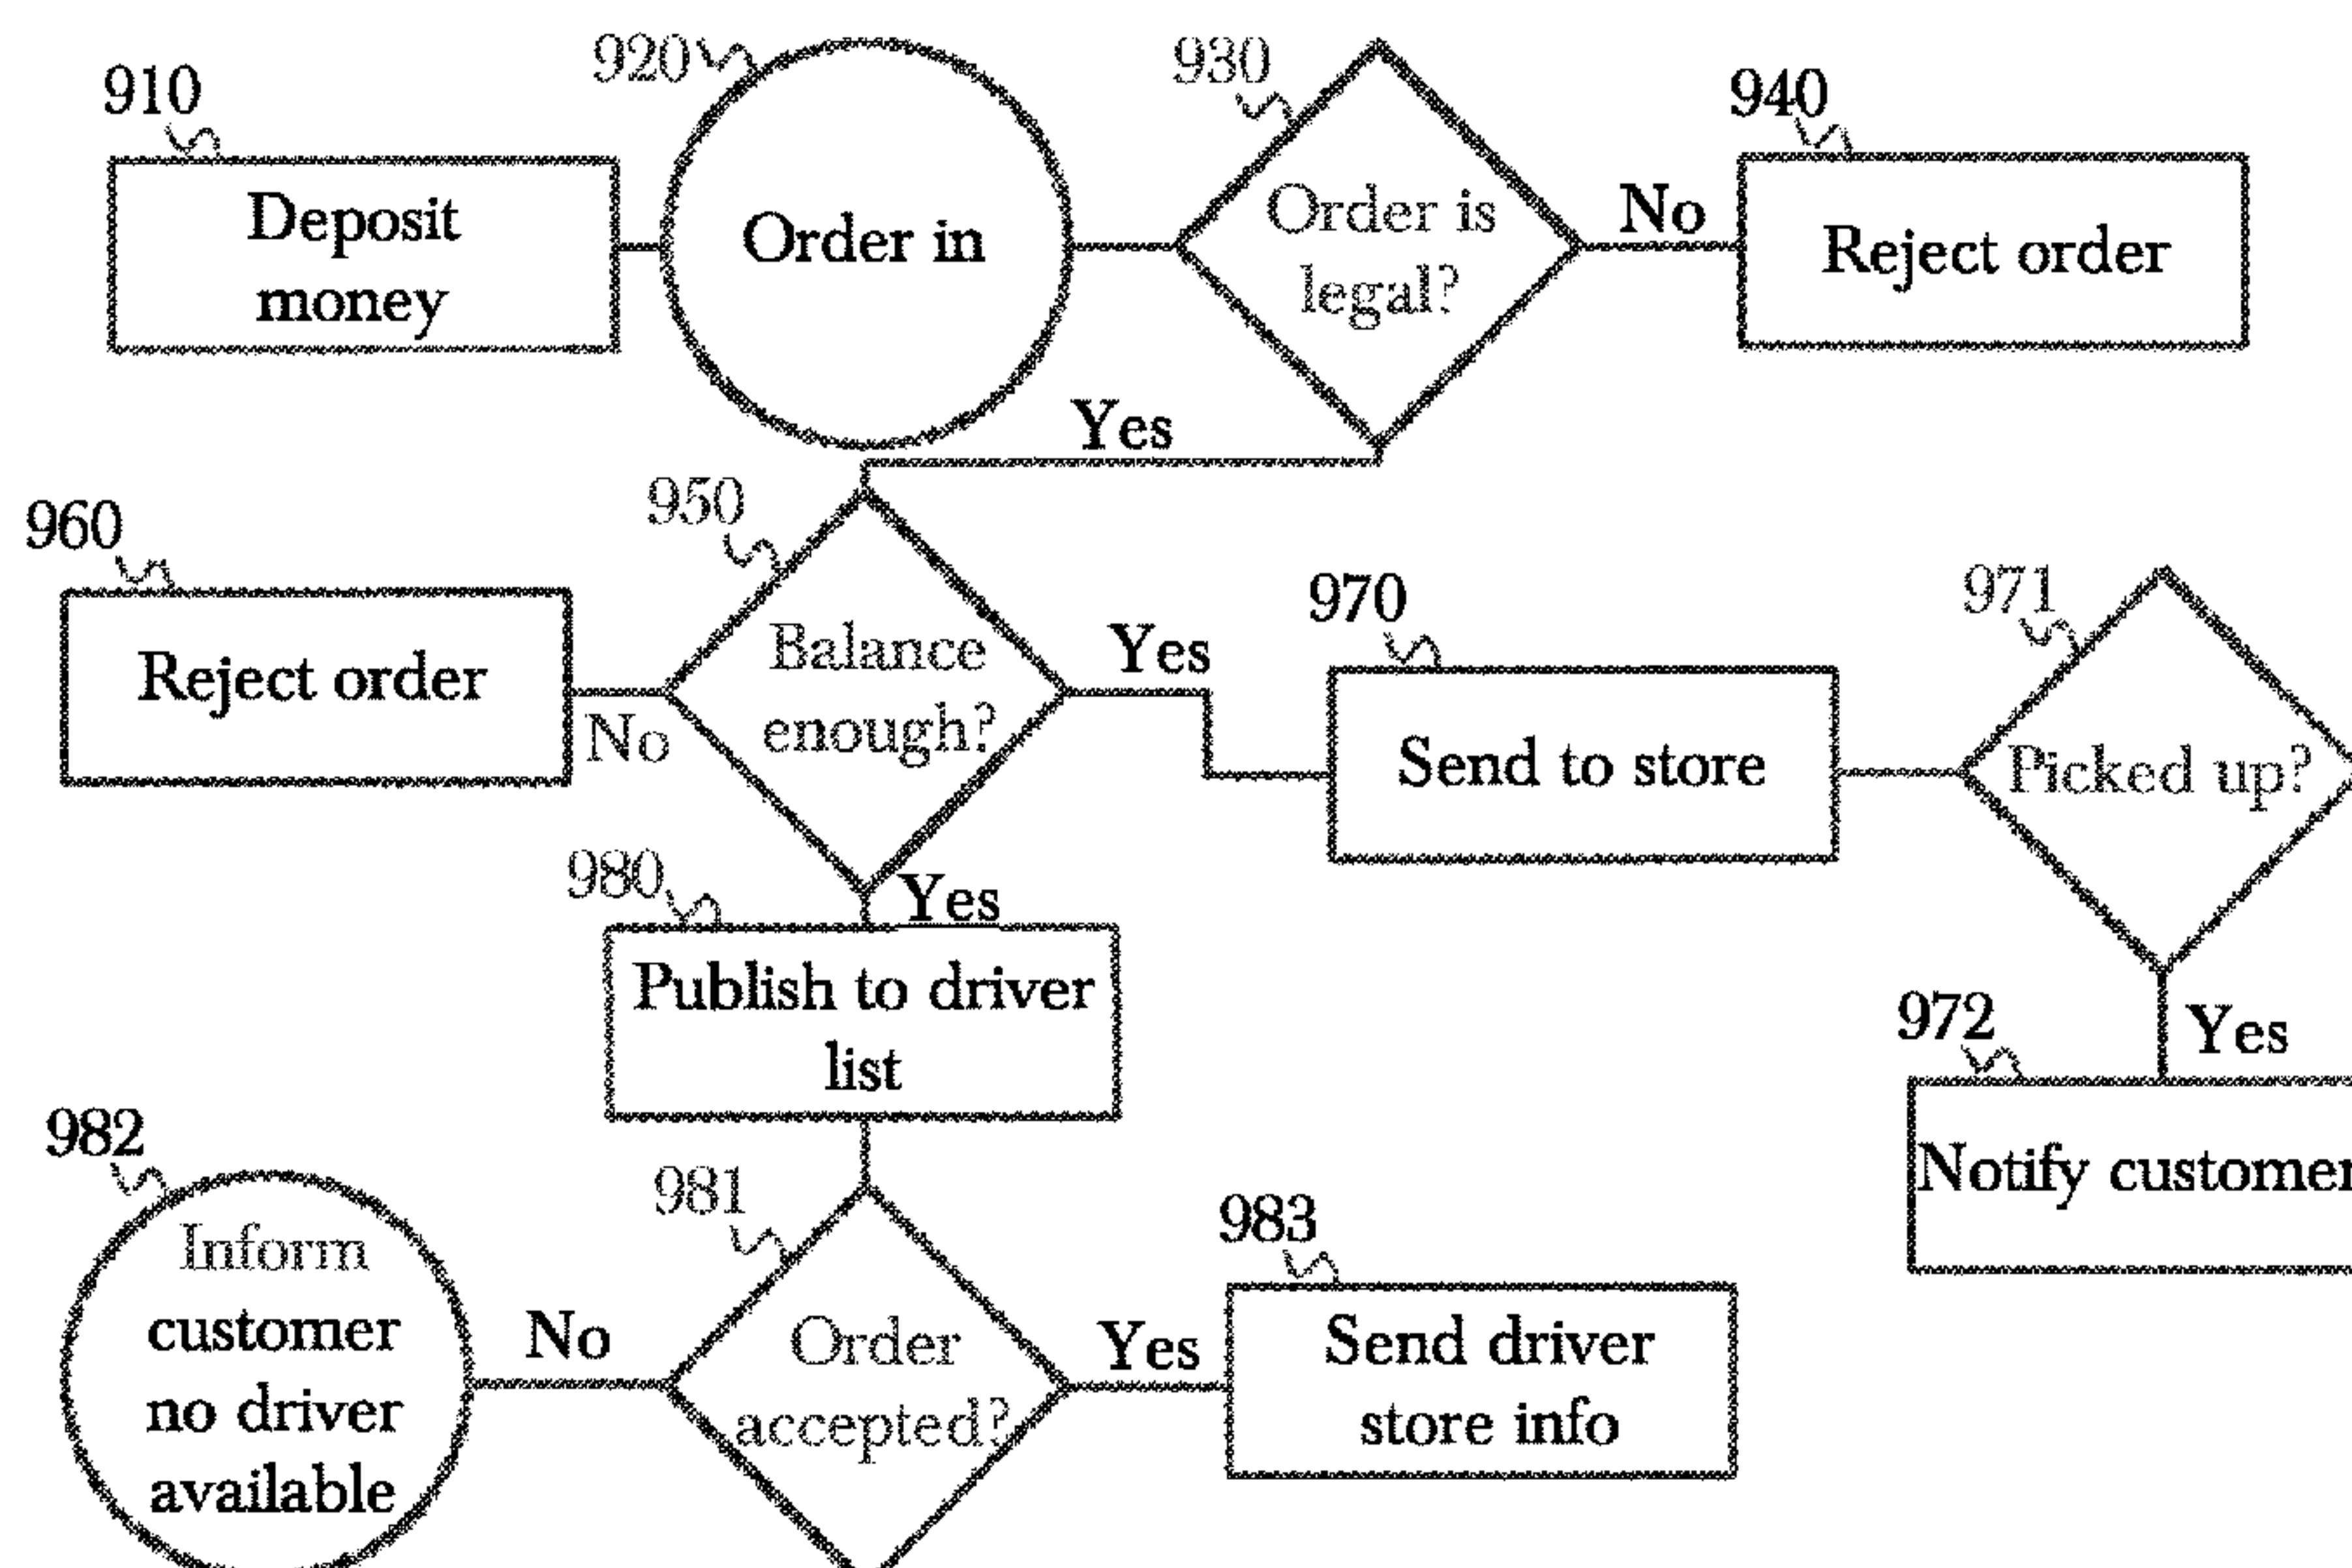 910
Deposit
money
920
Order in
930
Order is
legal?
No
940
Reject order
Yes
950
Balance
enough?
No
960
Reject order
Yes
970
Send to store
971
Picked up?
Yes
972
Notify customer
Yes
980
Publish to driver
list
981
Order
accepted?
No
982
Inform
customer
no driver
available
Yes
983
Send driver
store info